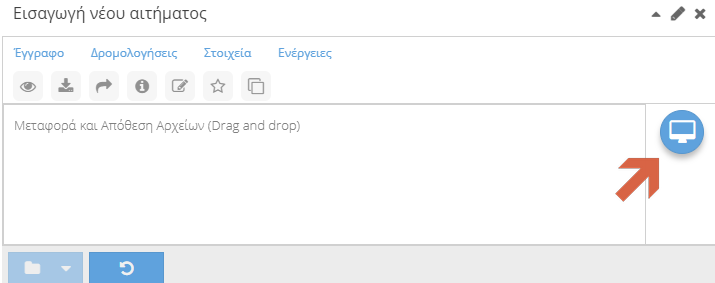 Εισαγωγή νέου αιτήματος
Έγγραφο Δρομολογήσεις Στοιχεία Ενέργειες
Μεταφορά και Απόθεση Αρχείων (Drag and drop)